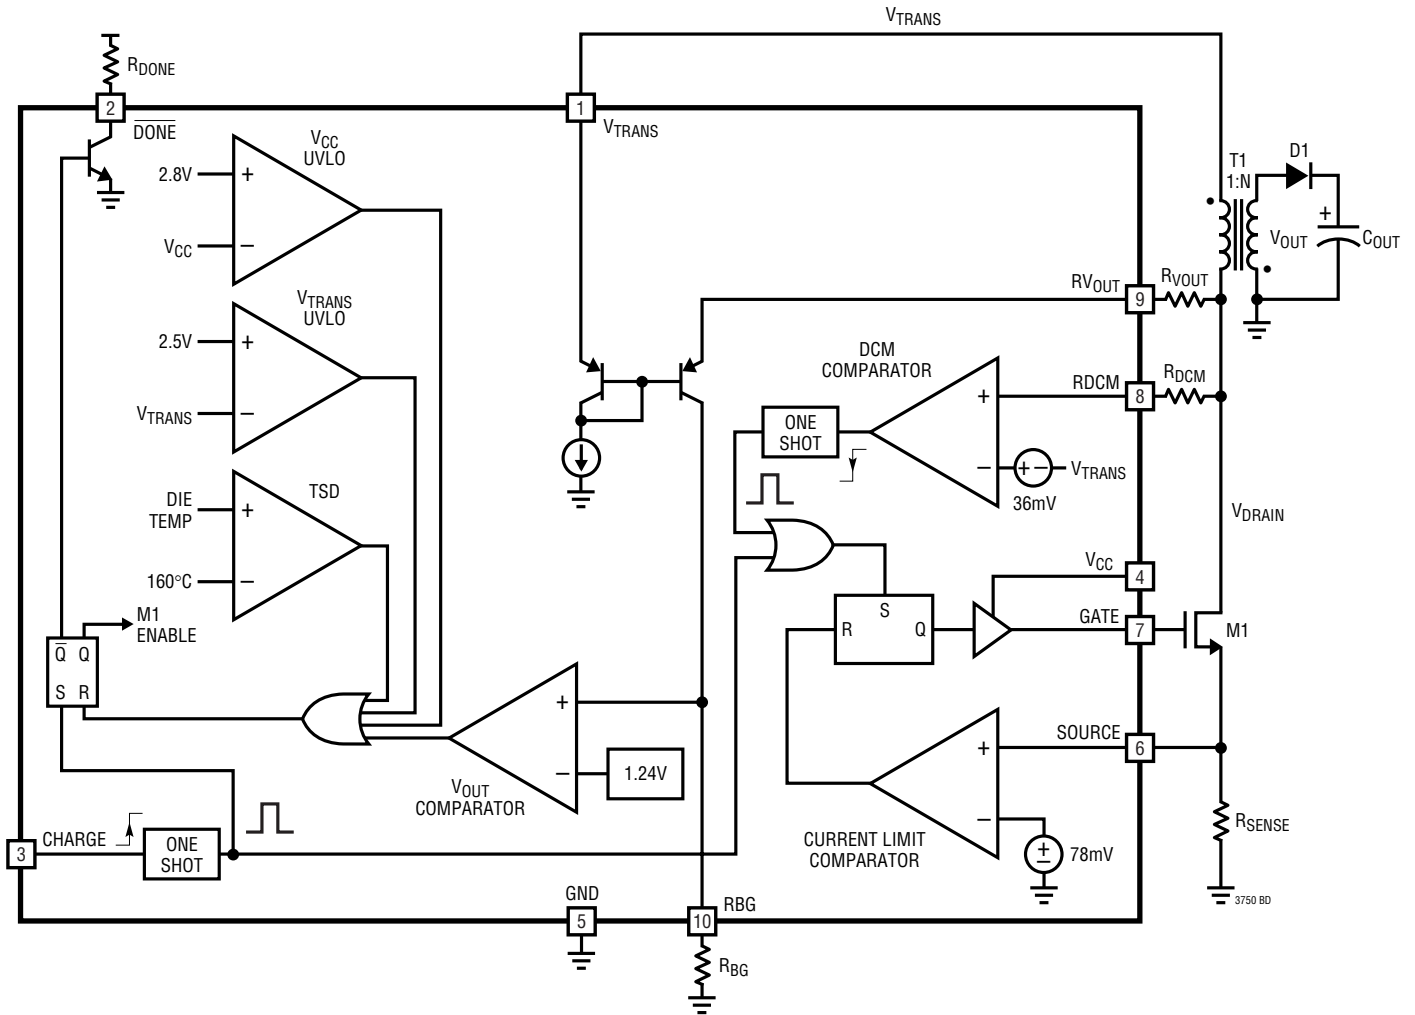 VTRANS
RDONE
2
DONE
1
VTRANS
VCC
UVLO
2.8V
+
VCC
−
VTRANS
UVLO
2.5V
+
VTRANS
−
TSD
DIE
TEMP
+
160°C
−
M1
ENABLE
Q Q
S R
3
CHARGE
ONE
SHOT
VOUT
COMPARATOR
+
−
1.24V
GND
5
RBG
10
RBG
T1
1:N
D1
+
VOUT
COUT
RVOUT
9
RVOUT
DCM
COMPARATOR
RDCM
8
RDCM
+
−
+ −
VTRANS
36mV
ONE
SHOT
VDRAIN
VCC
4
S
R
Q
GATE
7
M1
SOURCE
6
+
−
CURRENT LIMIT
COMPARATOR
+
−
78mV
RSENSE
3750 BD